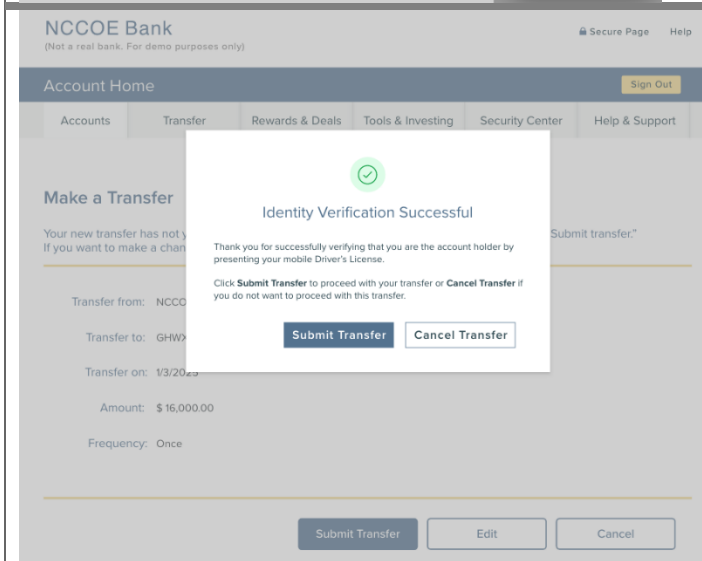 NCCOE Bank
(Not a real bank. For demo purposes only)
Secure Page Help
Account Home
Sign Out
Accounts Transfer Rewards & Deals Tools & Investing Security Center Help & Support
Make a Transfer
Your new transfer has not
Submit transfer.”
If you want to make a
Identity Verification Successful
Thank you for successfully verifying that you are the account holder by
presenting your mobile Driver's License.
Click Submit Transfer to proceed with your transfer or Cancel Transfer if
you do not want to proceed with this transfer.
Submit Transfer Cancel Transfer
Transfer from: NCCO
Transfer to:
Transfer on: 1/3/2025
Amount: $ 16,000.00
Frequency: Once
Submit Transfer Edit Cancel